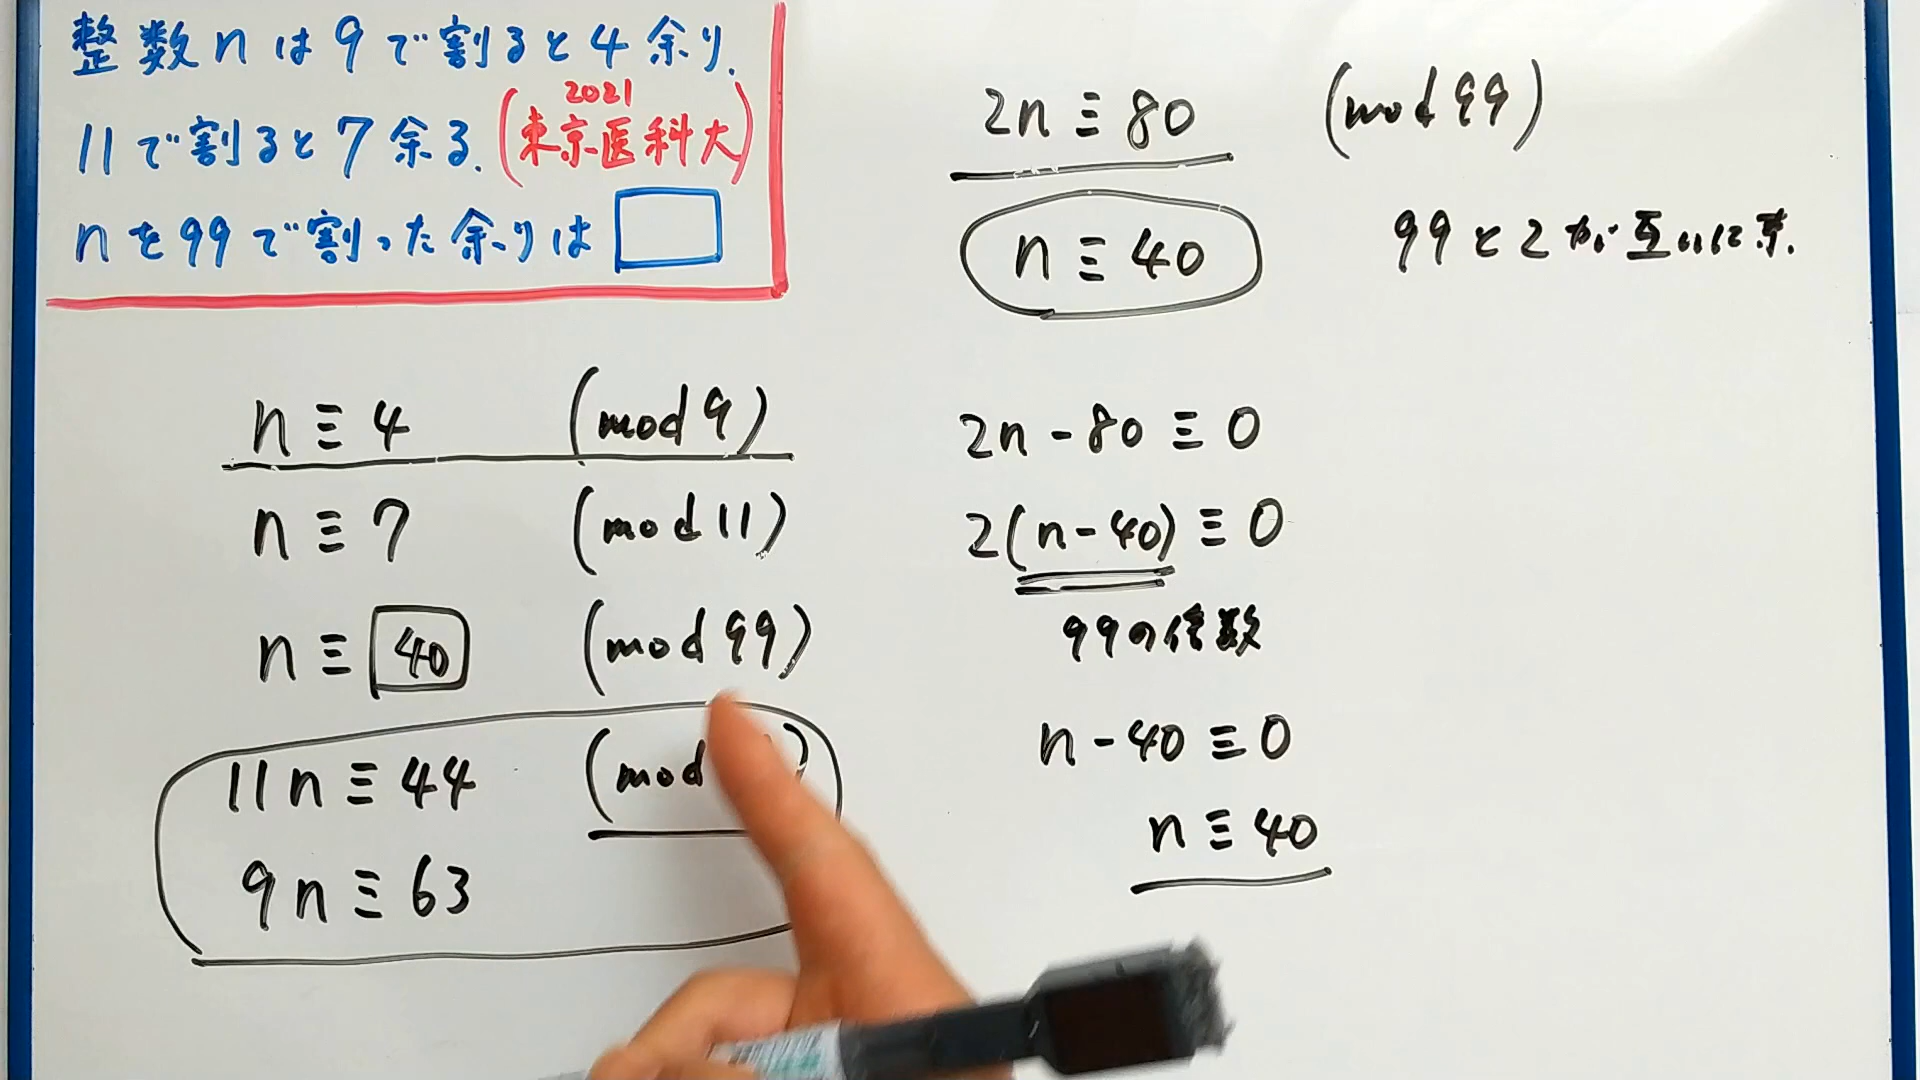 整数nは9で割ると4余り.
11で割ると7余る.(2021 東京医科大)
nを99で割った余りは
n≡4 (mod 9)
n≡7 (mod 11)
n≡40 (mod 99)
11n≡44 (mod
9n≡63
2n≡80 (mod 99)
n≡40 99と2が互いに素.
2n-80≡0
2(n-40)≡0
99の倍数
n-40≡0
n≡40